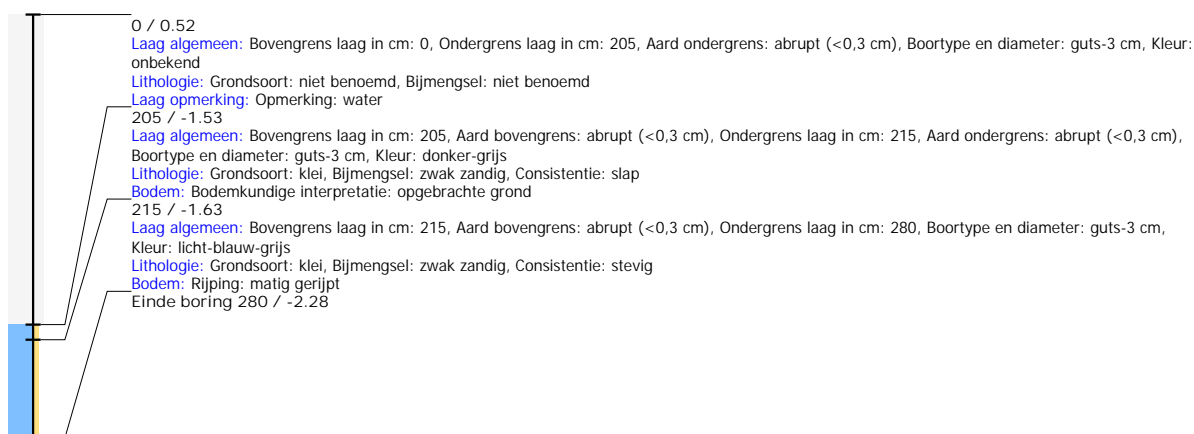 0 / 0.52
Laag algemeen: Bovengrens laag in cm: 0, Ondergrens laag in cm: 205, Aard ondergrens: abrupt (<0,3 cm), Boortype en diameter: guts-3 cm, Kleur:
onbekend
Lithologie: Grondsoort: niet benoemd, Bijmengsel: niet benoemd
Laag opmerking: Opmerking: water
205 / -1.53
Laag algemeen: Bovengrens laag in cm: 205, Aard bovengrens: abrupt (<0,3 cm), Ondergrens laag in cm: 215, Aard ondergrens: abrupt (<0,3 cm),
Boortype en diameter: guts-3 cm, Kleur: donker-grijs
Lithologie: Grondsoort: klei, Bijmengsel: zwak zandig, Consistentie: slap
Bodem: Bodemkundige interpretatie: opgebrachte grond
215 / -1.63
Laag algemeen: Bovengrens laag in cm: 215, Aard bovengrens: abrupt (<0,3 cm), Ondergrens laag in cm: 280, Boortype en diameter: guts-3 cm,
Kleur: licht-blauw-grijs
Lithologie: Grondsoort: klei, Bijmengsel: zwak zandig, Consistentie: stevig
Bodem: Rijping: matig gerijpt
Einde boring 280 / -2.28